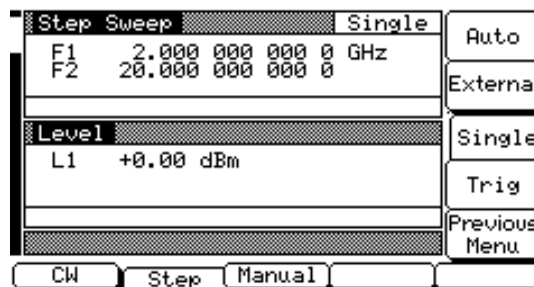 Step Sweep Single
F1 2.000 000 000 0 GHz
F2 20.000 000 000 0
Level
L1 +0.00 dBm
Auto
Externa
Single
Trig
Previous
Menu
CW Step Manual